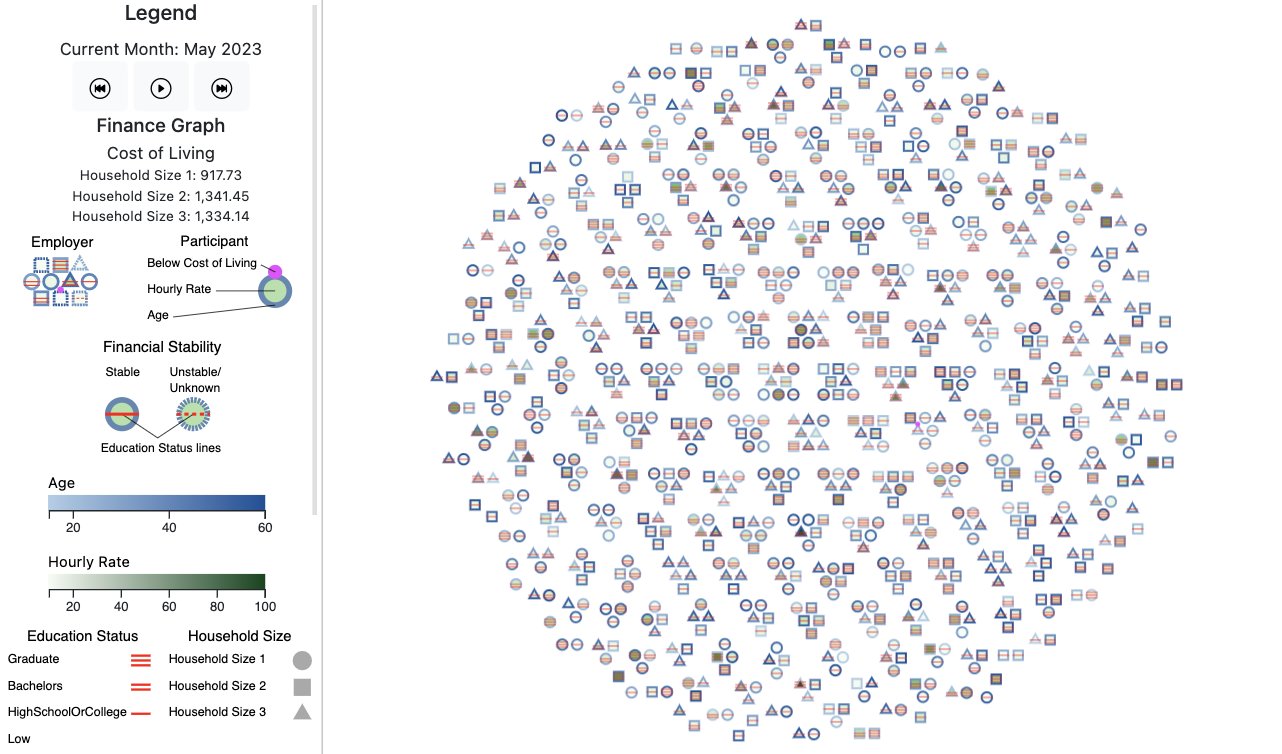 Legend
Current Month: May 2023
Finance Graph
Cost of Living
Household Size 1: 917.73
Household Size 2: 1,341.45
Household Size 3: 1,334.14
Employer
Participant
Below Cost of Living
Hourly Rate
Age
Financial Stability
Stable
Unstable/
Unknown
Education Status lines
Age
20 40 60
Hourly Rate
20 40 60 80 100
Education Status Household Size
Graduate Household Size 1
Bachelors Household Size 2
HighSchoolOrCollege Household Size 3
Low